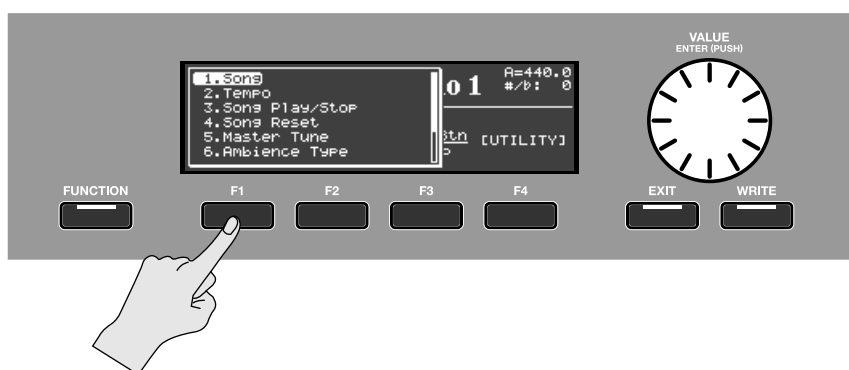 VALUE
ENTER (PUSH)
1.Song
2.Tempo
3.Song Play/Stop
4.Song Reset
5.Master Tune
6.Ambience Type
o 1
A=440.0
#/b: 0
Btn
[UTILITY]
FUNCTION
F1
F2
F3
F4
EXIT
WRITE